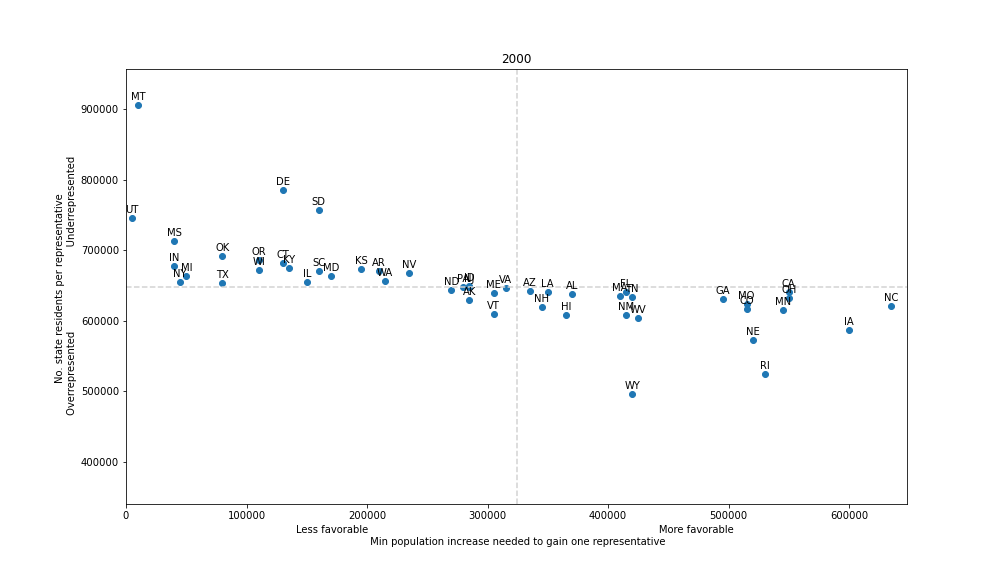 2000
MT
900000
DE
800000
SD
UT
MS
700000
OK
OR
CT
IN
WI
KY
SC
KS
AR
NY
MI
IL
MD
NV
TX
WA
ND
PA
ID
NJ
AK
ME
VA
AZ
LA
AL
MA
FL
TN
GA
MO
CO
CA
OH
MN
NC
VT
NH
HI
NM
WV
IA
600000
NE
RI
WY
500000
400000
No. state residents per representative
Overrepresented
Underrepresented
0
100000
200000
300000
400000
500000
600000
Less favorable
More favorable
Min population increase needed to gain one representative